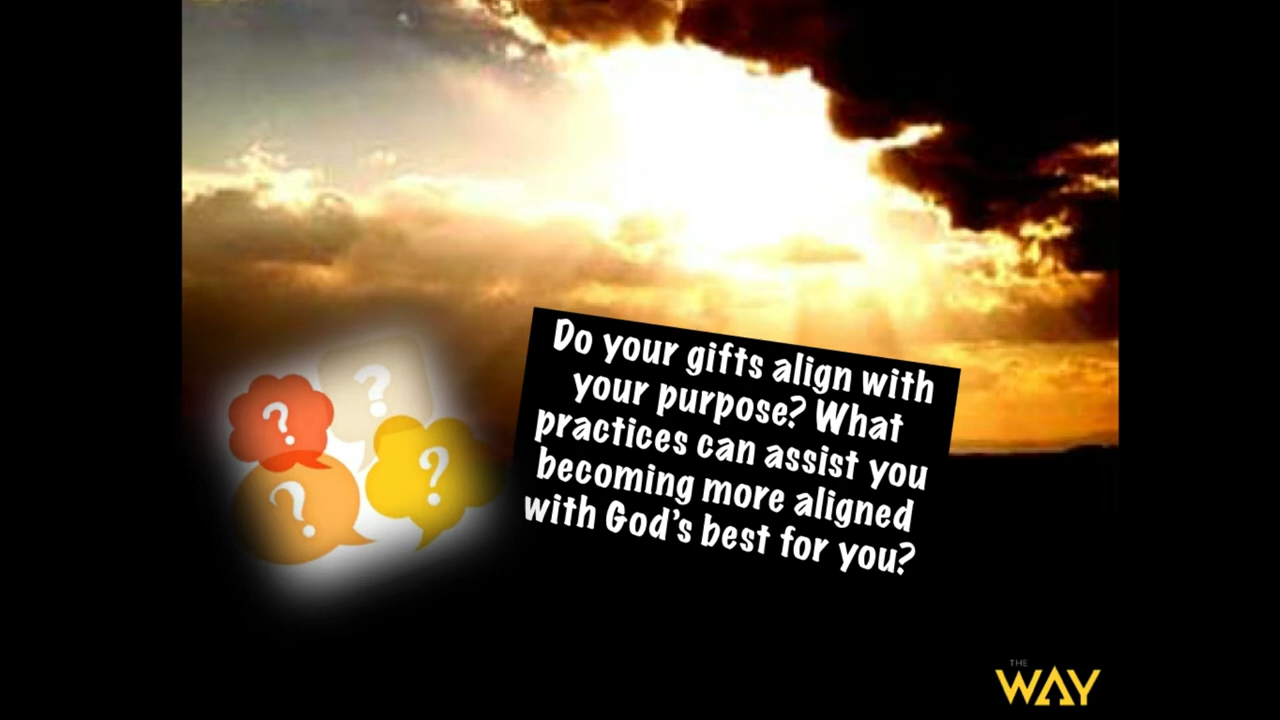 Do your gifts align with
your purpose? What
practices can assist you
becoming more aligned
with God's best for you?
?
?
?
?
THE
WAY